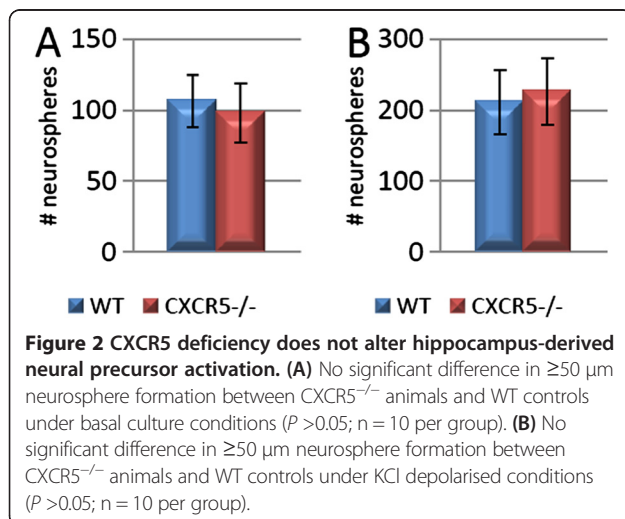 A
B
150
100
50
0
# neurospheres
300
200
100
0
# neurospheres
WT CXCR5-/-
WT CXCR5-/-
Figure 2 CXCR5 deficiency does not alter hippocampus-derived
neural precursor activation. (A) No significant difference in ≥50 μm
neurosphere formation between CXCR5−/− animals and WT controls
under basal culture conditions (P >0.05; n = 10 per group). (B) No
significant difference in ≥50 μm neurosphere formation between
CXCR5−/− animals and WT controls under KCl depolarised conditions
(P >0.05; n = 10 per group).